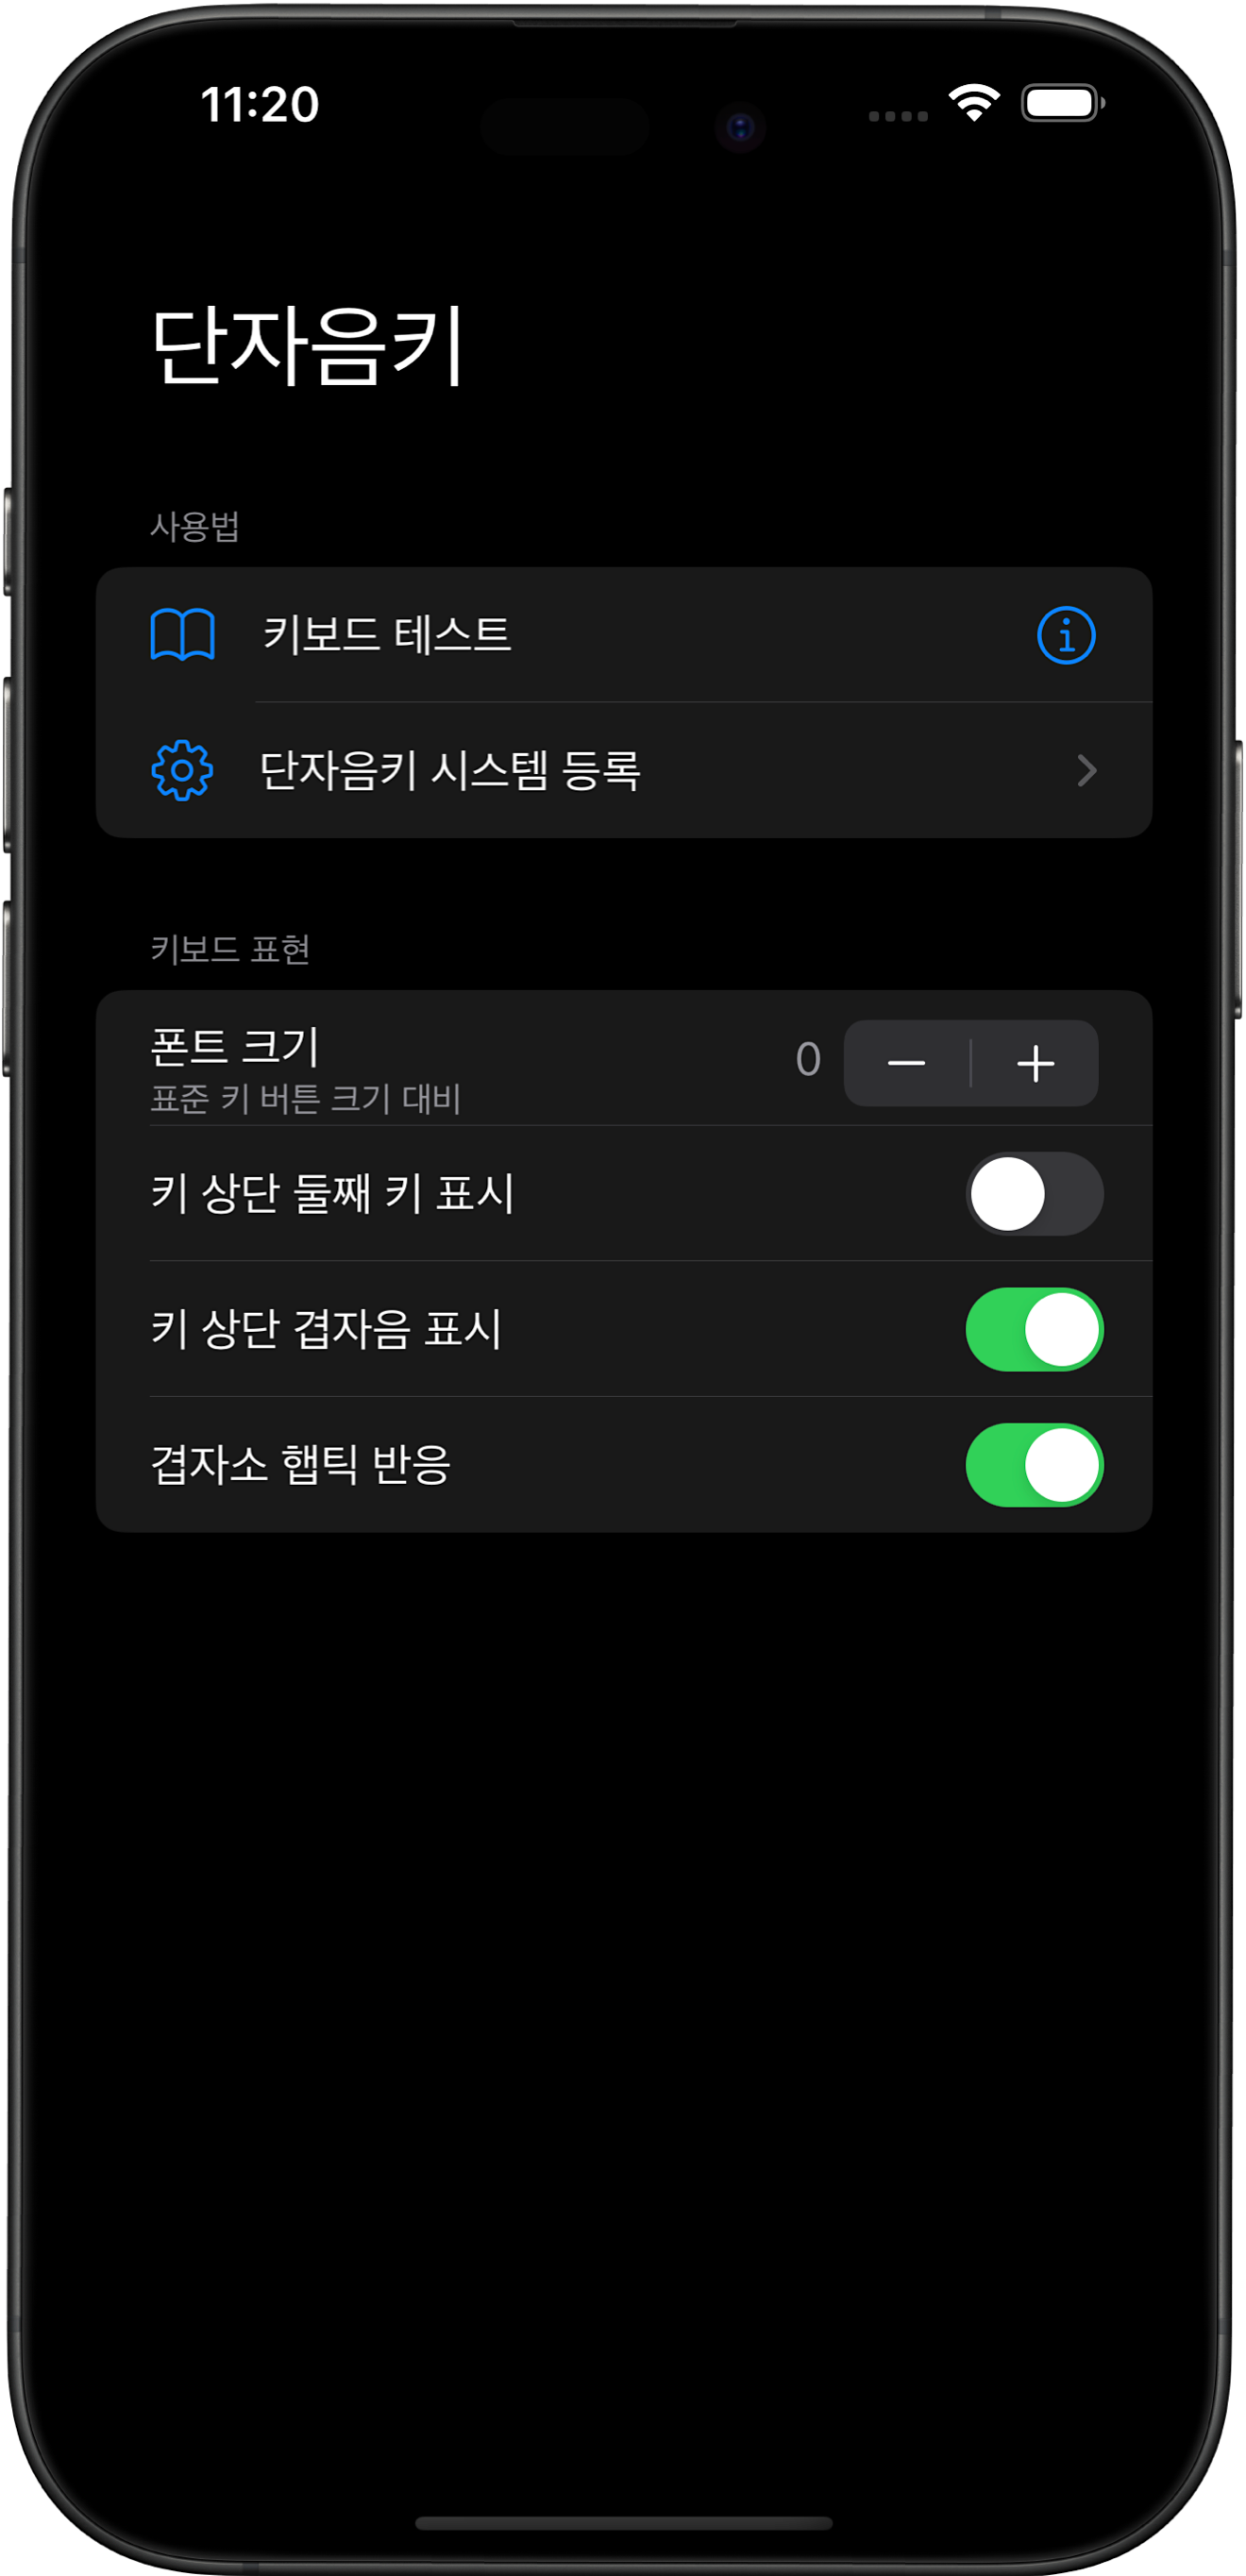 11:20
단자음키
사용법
키보드 테스트
단자음키 시스템 등록
키보드 표현
폰트 크기
0
표준 키 버튼 크기 대비
키 상단 둘째 키 표시
키 상단 겹자음 표시
겹자소 햅틱 반응